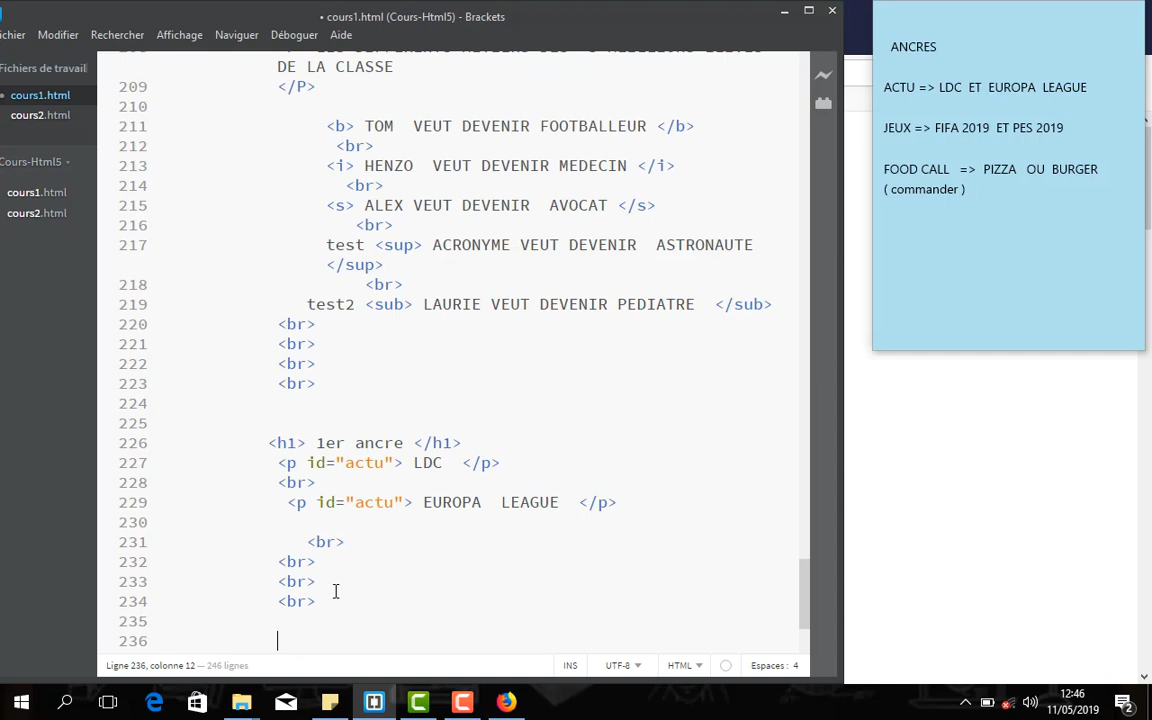 • cours1.html (Cours-Html5) - Brackets
ichier Modifier Rechercher Affichage Naviguer Déboguer Aide
Fichiers de travail
• cours1.html
cours2.html
Cours-Html5
cours1.html
cours2.html
DE LA CLASSE
209 </P>
210
211 <b> TOM VEUT DEVENIR FOOTBALLEUR </b>
212 <br>
213 <i> HENZO VEUT DEVENIR MEDECIN </i>
214 <br>
215 <s> ALEX VEUT DEVENIR AVOCAT </s>
216 <br>
217 test <sup> ACRONYME VEUT DEVENIR ASTRONAUTE
</sup>
218 <br>
219 test2 <sub> LAURIE VEUT DEVENIR PEDIATRE </sub>
220 <br>
221 <br>
222 <br>
223 <br>
224
225
226 <h1> 1er ancre </h1>
227 <p id="actu"> LDC </p>
228 <br>
229 <p id="actu"> EUROPA LEAGUE </p>
230
231 <br>
232 <br>
233 <br>
234 <br>
235
236
Ligne 236, colonne 12 — 246 lignes INS UTF-8 HTML Espaces : 4
ANCRES
ACTU => LDC ET EUROPA LEAGUE
JEUX => FIFA 2019 ET PES 2019
FOOD CALL => PIZZA OU BURGER
( commander )
12:46
11/05/2019
2